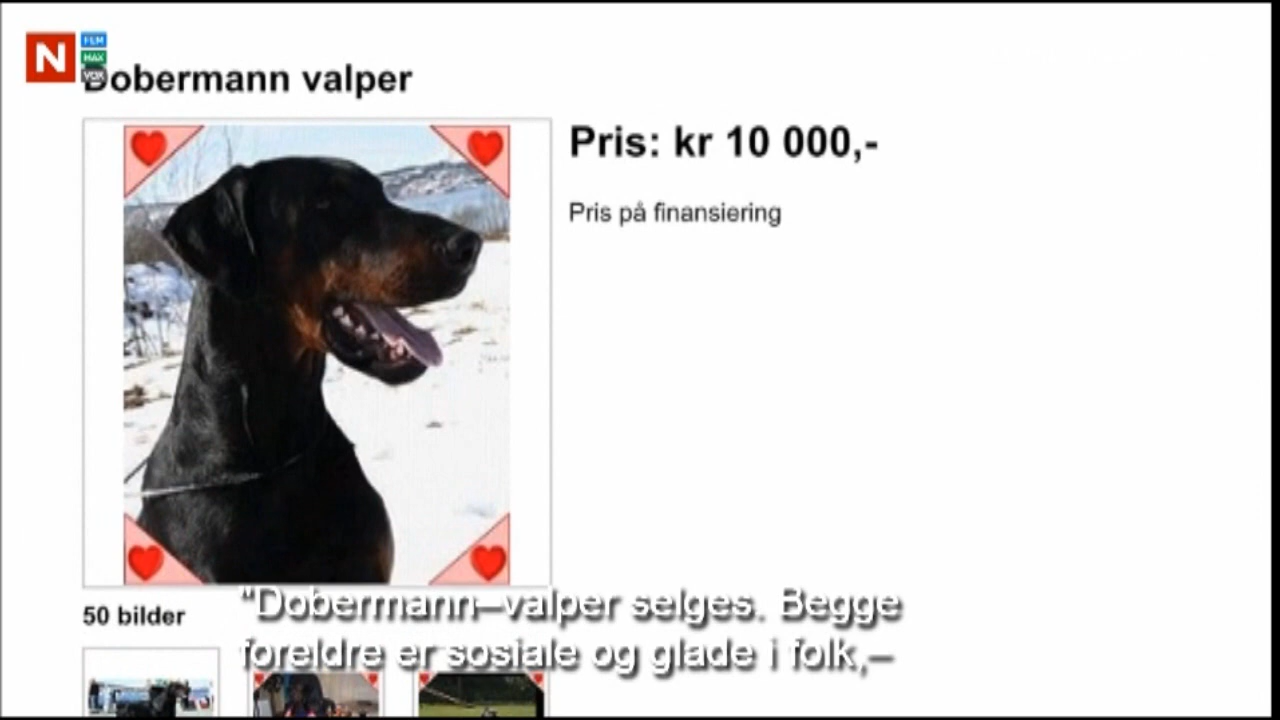 N
FEM
MAX
VOX
Dobermann valper
Pris: kr 10 000,-
Pris på finansiering
50 bilder
"Dobermann–valper selges. Begge
foreldre er sosiale og glade i folk,–